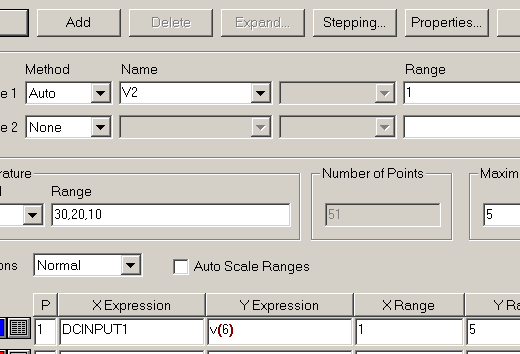 Add Delete Expand... Stepping... Properties...
Method Name Range
e 1 Auto V2 1
e 2 None
rature Number of Points Maxim
Range
30,20,10 51 5
ons Normal Auto Scale Ranges
P X Expression Y Expression X Range Y Ra
1 DCINPUT1 v(6) 1 5